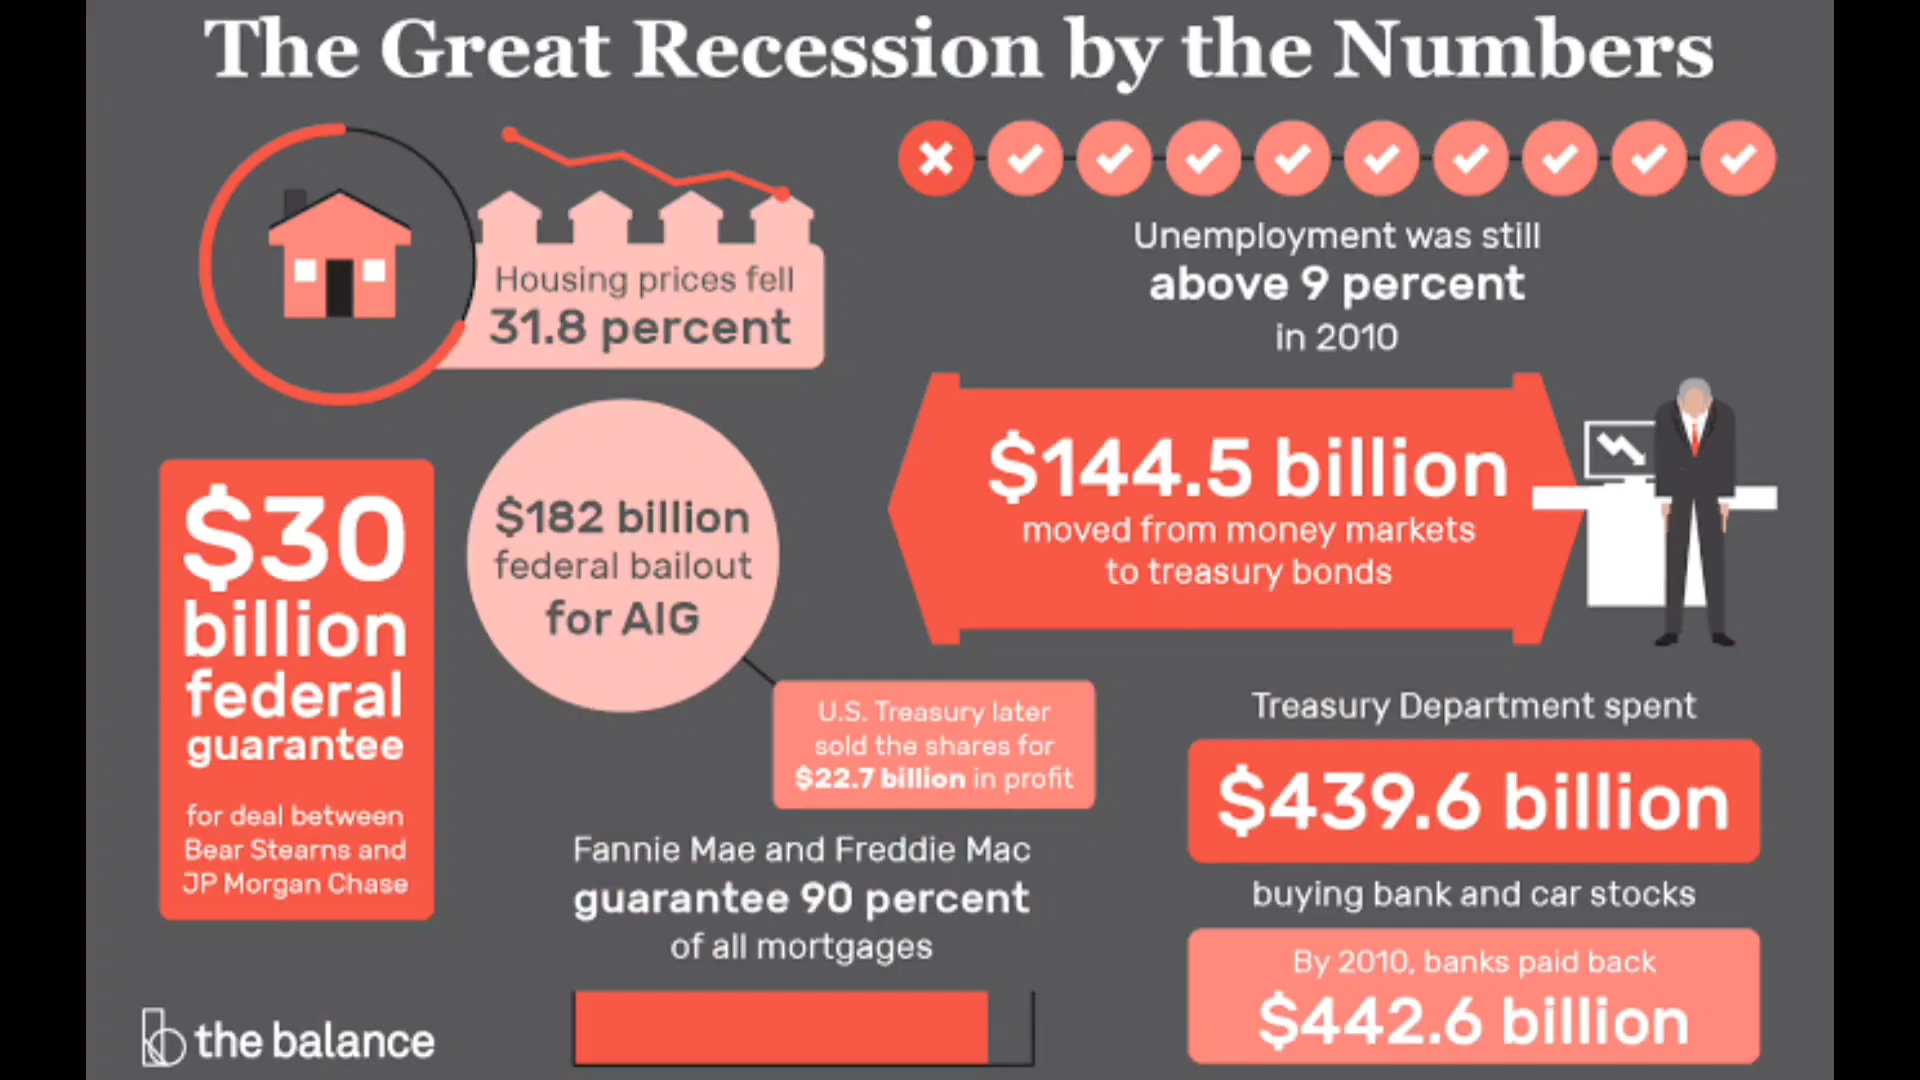 The Great Recession by the Numbers
Housing prices fell
31.8 percent
Unemployment was still
above 9 percent
in 2010
$144.5 billion
moved from money markets
to treasury bonds
$30
billion
federal
guarantee
for deal between
Bear Stearns and
JP Morgan Chase
$182 billion
federal bailout
for AIG
U.S. Treasury later
sold the shares for
$22.7 billion in profit
Fannie Mae and Freddie Mac
guarantee 90 percent
of all mortgages
Treasury Department spent
$439.6 billion
buying bank and car stocks
By 2010, banks paid back
$442.6 billion
the balance